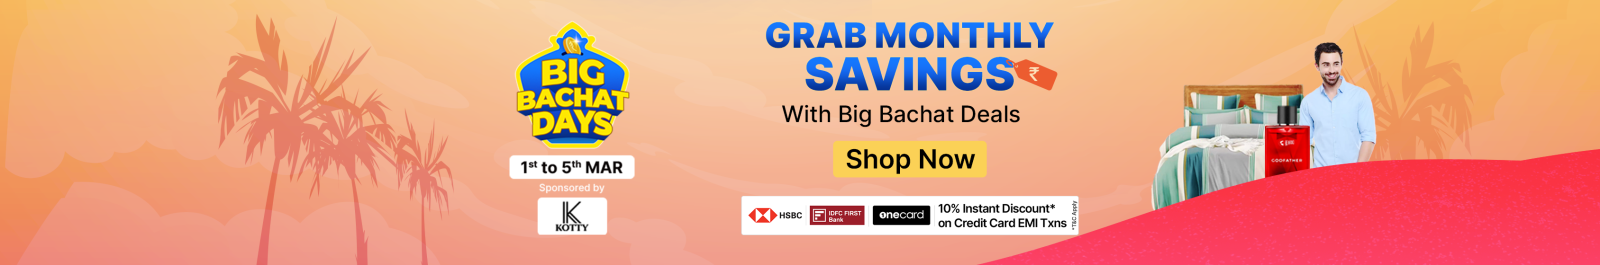 BIG
BACHAT
DAYS
1st to 5th MAR
Sponsored by
KOTTY
GRAB MONTHLY
SAVINGS
₹
With Big Bachat Deals
Shop Now
HSBC
IDFC FIRST
Bank
onecard
10% Instant Discount*
on Credit Card EMI Txns
*T&C Apply
GODFATHER